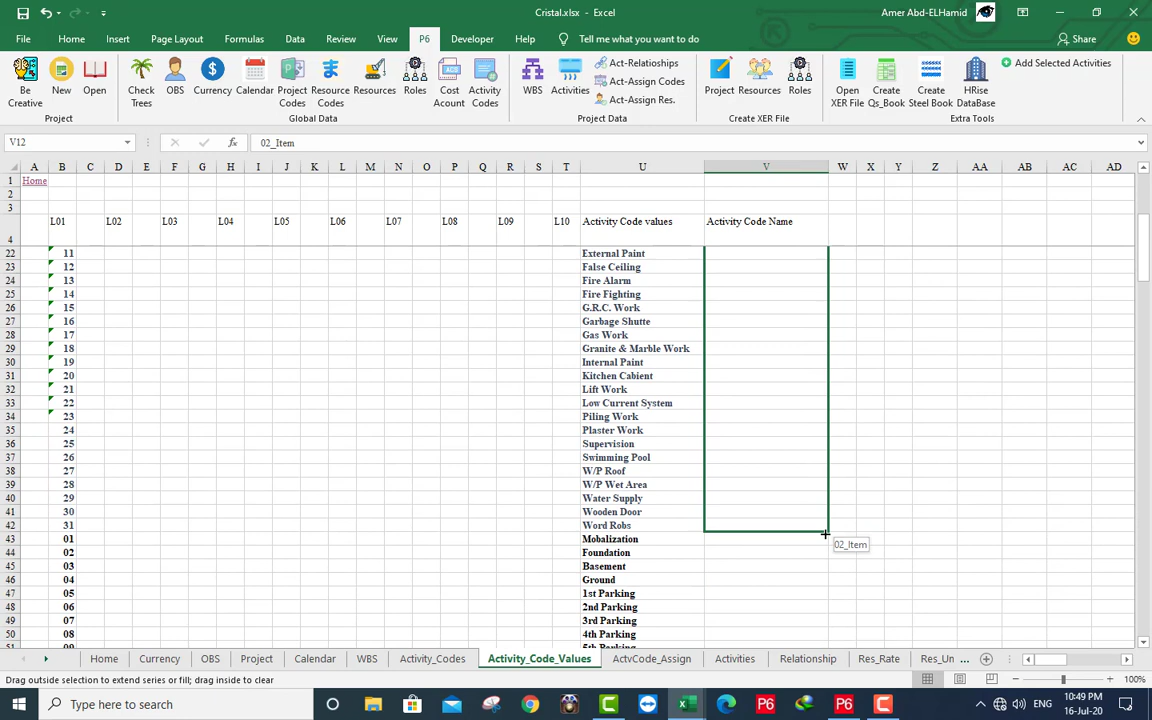 Cristal.xlsx - Excel
Amer Abd-ELHamid
File Home Insert Page Layout Formulas Data Review View P6 Developer Help Tell me what you want to do Share
Be Creative
New
Open
Check Trees
OBS
Currency
Calendar
Project Codes
Resource Codes
Resources
Roles
Cost Acount
Activity Codes
WBS
Activities
Act-Relationships
Act-Assign Codes
Act-Assign Res.
Project
Resources
Roles
Open XER File
Create Qs_Book
Create Steel Book
HRise DataBase
Add Selected Activities
Project Global Data Project Data Create XER File Extra Tools
V12 fx 02_Item
A B C D E F G H I J K L M N O P Q R S T U V W X Y Z AA AB AC AD
1 Home
2
3
4 L01 L02 L03 L04 L05 L06 L07 L08 L09 L10 Activity Code values Activity Code Name
22 11 External Paint
23 12 False Ceiling
24 13 Fire Alarm
25 14 Fire Fighting
26 15 G.R.C. Work
27 16 Garbage Shutte
28 17 Gas Work
29 18 Granite & Marble Work
30 19 Internal Paint
31 20 Kitchen Cabient
32 21 Lift Work
33 22 Low Current System
34 23 Piling Work
35 24 Plaster Work
36 25 Supervision
37 26 Swimming Pool
38 27 W/P Roof
39 28 W/P Wet Area
40 29 Water Supply
41 30 Wooden Door
42 31 Word Robs
43 01 Mobalization
02_Item
44 02 Foundation
45 03 Basement
46 04 Ground
47 05 1st Parking
48 06 2nd Parking
49 07 3rd Parking
50 08 4th Parking
51 09 5th Parking
Home Currency OBS Project Calendar WBS Activity_Codes Activity_Code_Values ActvCode_Assign Activities Relationship Res_Rate Res_Un ...
Drag outside selection to extend series or fill; drag inside to clear
100%
Type here to search
ENG
10:49 PM
16-Jul-20